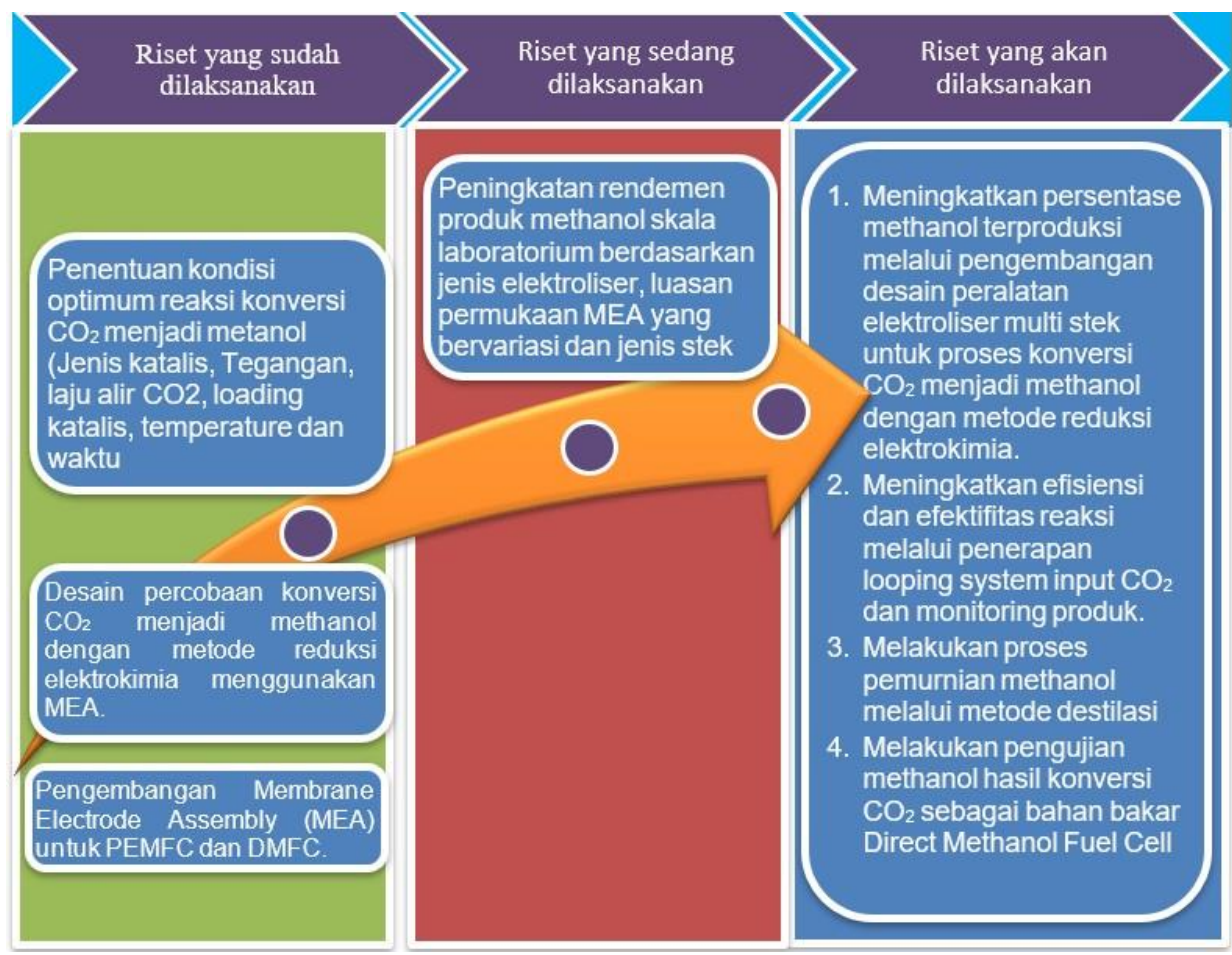 Riset yang sudah
dilaksanakan
Riset yang sedang
dilaksanakan
Riset yang akan
dilaksanakan
Penentuan kondisi
optimum reaksi konversi
CO₂ menjadi metanol
(Jenis katalis, Tegangan,
laju alir CO2, loading
katalis, temperature dan
waktu
Desain percobaan konversi
CO₂ menjadi methanol
dengan metode reduksi
elektrokimia menggunakan
MEA.
Pengembangan Membrane
Electrode Assembly (MEA)
untuk PEMFC dan DMFC.
Peningkatan rendemen
produk methanol skala
laboratorium berdasarkan
jenis elektroliser, luasan
permukaan MEA yang
bervariasi dan jenis stek
1. Meningkatkan persentase
methanol terproduksi
melalui pengembangan
desain peralatan
elektroliser multi stek
untuk proses konversi
CO₂ menjadi methanol
dengan metode reduksi
elektrokimia.
2. Meningkatkan efisiensi
dan efektifitas reaksi
melalui penerapan
looping system input CO₂
dan monitoring produk.
3. Melakukan proses
pemurnian methanol
melalui metode destilasi
4. Melakukan pengujian
methanol hasil konversi
CO₂ sebagai bahan bakar
Direct Methanol Fuel Cell